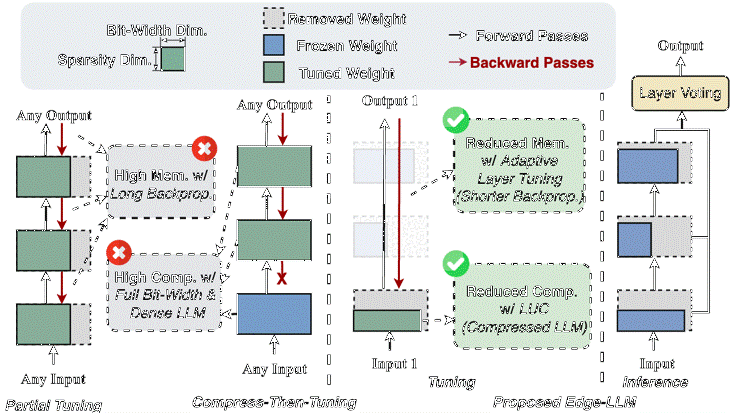 Bit-Width Dim.
Sparsity Dim.
Removed Weight
Frozen Weight
Tuned Weight
Forward Passes
Backward Passes
Any Output
Any Output
Output 1
Output
Layer Voting
High Mem. w/
Long Backprop.
High Comp. w/
Full Bit-Width &
Dense LLM
X
Reduced Mem.
w/ Adaptive
Layer Tuning
(Shorter Backprop.)
Reduced Comp.
w/ LUC
(Compressed LLM)
Any Input
Any Input
Input 1
Input
Partial Tuning
Compress-Then-Tuning
Tuning
Proposed Edge-LLM
Inference